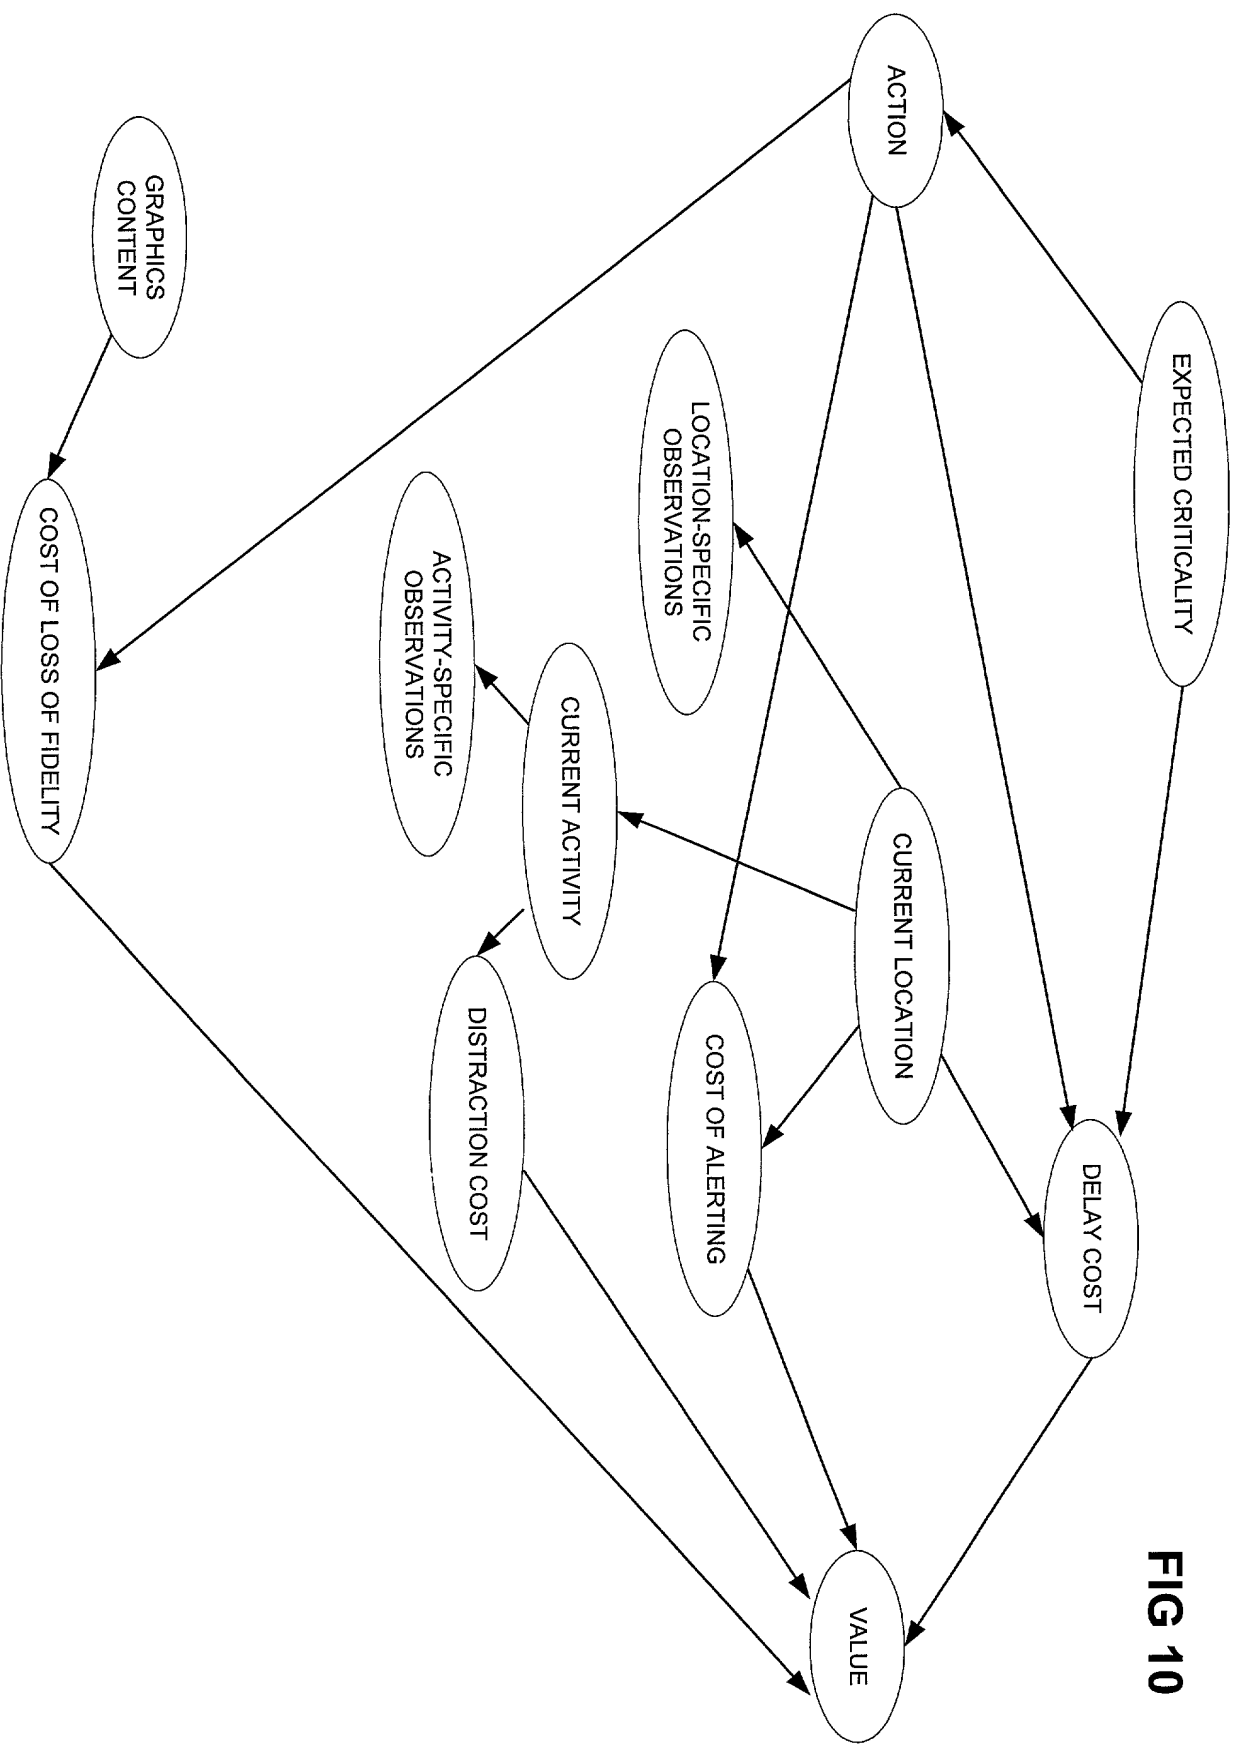 FIG 10
EXPECTED CRITICALITY
DELAY COST
ACTION
CURRENT LOCATION
VALUE
LOCATION-SPECIFIC
OBSERVATIONS
COST OF ALERTING
CURRENT ACTIVITY
ACTIVITY-SPECIFIC
OBSERVATIONS
DISTRACTION COST
GRAPHICS
CONTENT
COST OF LOSS OF FIDELITY